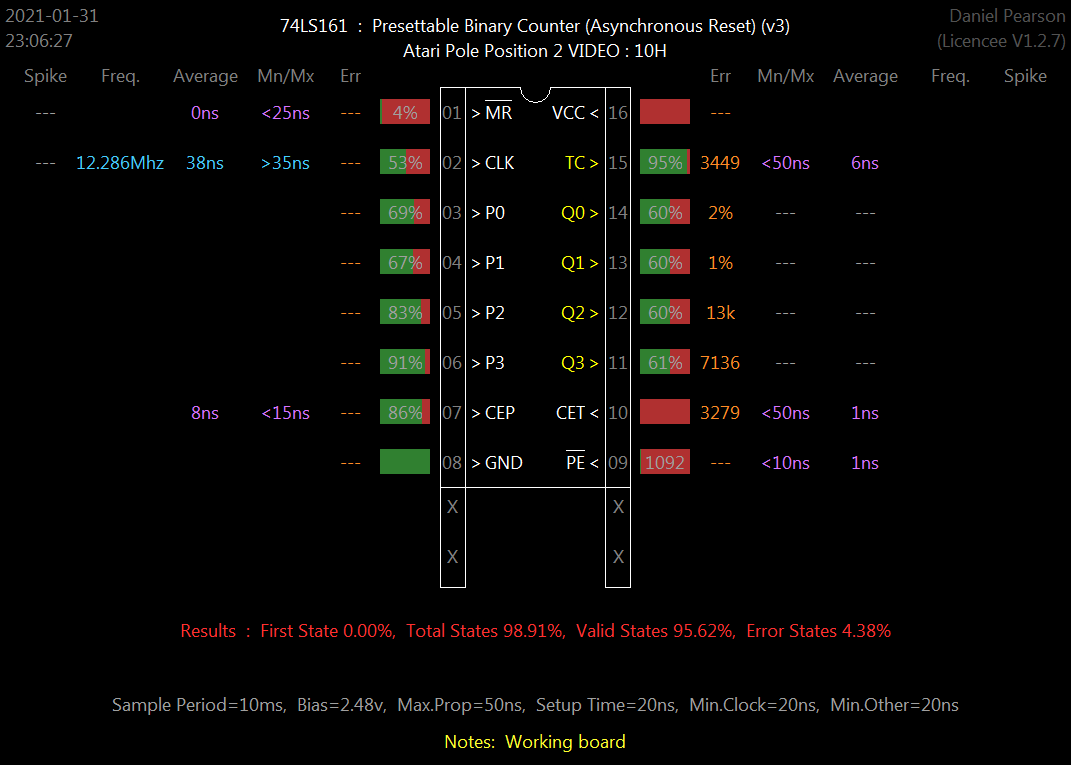 2021-01-31 74LS161 : Presettable Binary Counter (Asynchronous Reset) (v3) Daniel Pearson
23:06:27 Atari Pole Position 2 VIDEO : 10H (Licencee V1.2.7)
Spike Freq. Average Mn/Mx Err Err Mn/Mx Average Freq. Spike
--- 0ns <25ns --- 4% 01 > MR VCC < 16 ---
--- 12.286Mhz 38ns >35ns --- 53% 02 > CLK TC > 15 95% 3449 <50ns 6ns
--- 69% 03 > P0 Q0 > 14 60% 2% --- ---
--- 67% 04 > P1 Q1 > 13 60% 1% --- ---
--- 83% 05 > P2 Q2 > 12 60% 13k --- ---
--- 91% 06 > P3 Q3 > 11 61% 7136 --- ---
8ns <15ns --- 86% 07 > CEP CET < 10 3279 <50ns 1ns
--- 08 > GND PE < 09 1092 --- <10ns 1ns
X X
X X
Results : First State 0.00%, Total States 98.91%, Valid States 95.62%, Error States 4.38%
Sample Period=10ms, Bias=2.48v, Max.Prop=50ns, Setup Time=20ns, Min.Clock=20ns, Min.Other=20ns
Notes: Working board